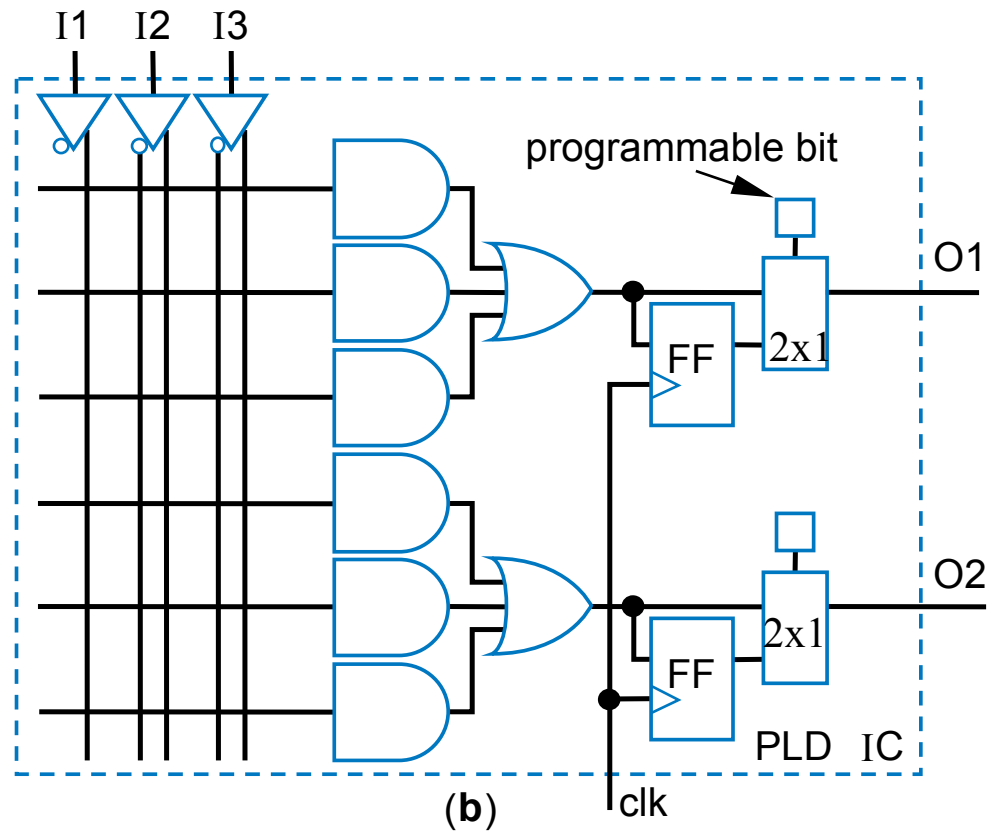 I1 I2 I3
programmable bit
O1
2x1
FF
O2
2x1
FF
PLD IC
(b)
clk